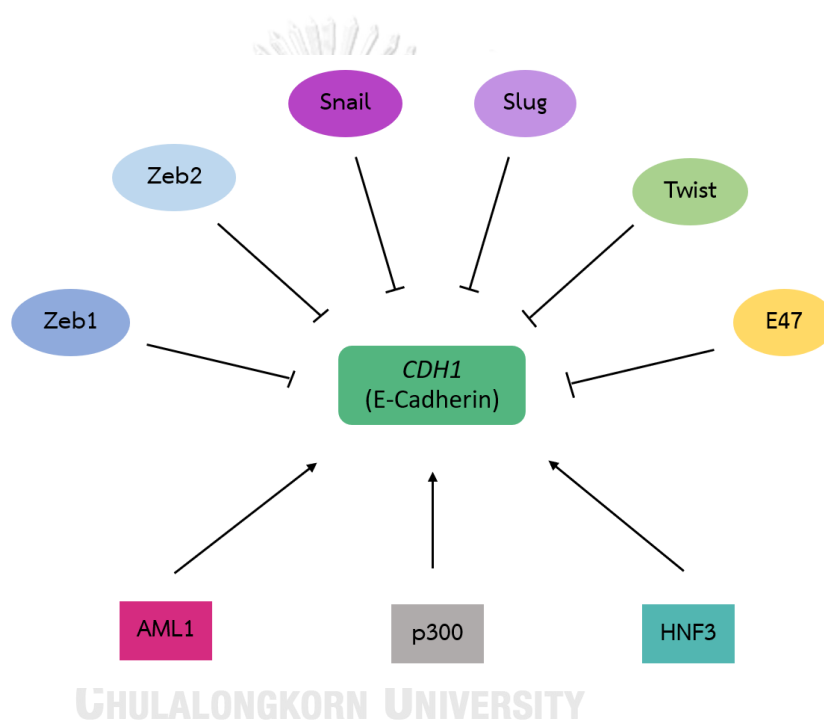 Snail
Slug
Zeb2
Twist
Zeb1
E47
CDH1
(E-Cadherin)
AML1
p300
HNF3
CHULALONGKORN UNIVERSITY